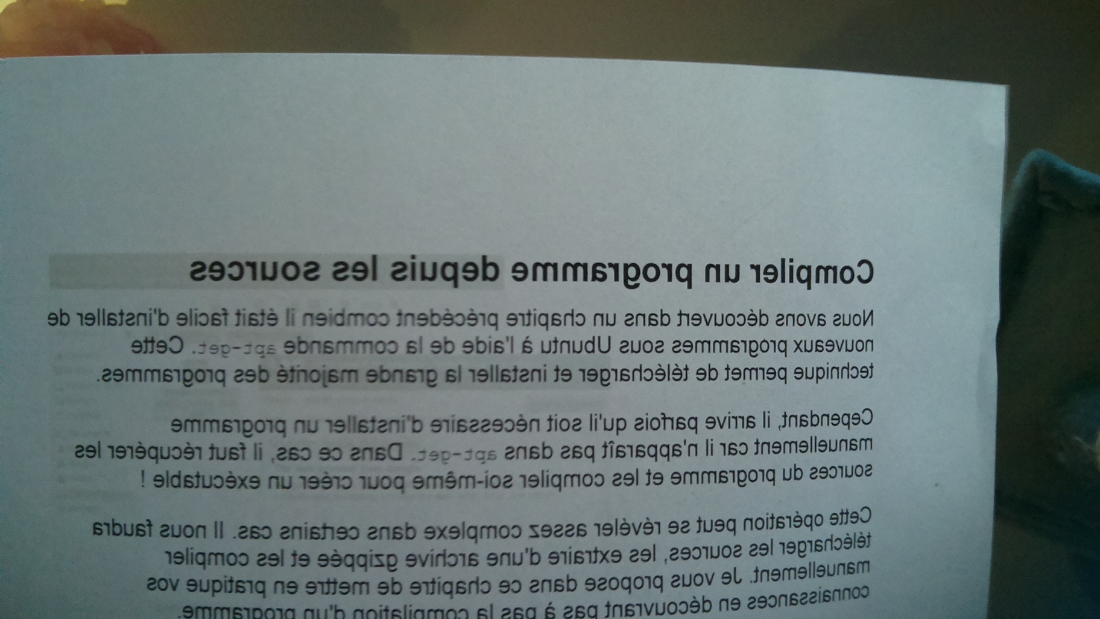 Compiler un programme depuis les sources
Nous avons découvert dans un chapitre précédent combien il était facile d'installer de
nouveaux programmes sous Ubuntu à l'aide de la commande apt-get. Cette
technique permet de télécharger et installer la grande majorité des programmes.
Cependant, il arrive parfois qu'il soit nécessaire d'installer un programme
manuellement car il n'apparaît pas dans apt-get. Dans ce cas, il faut récupérer les
sources du programme et les compiler soi-même pour créer un exécutable !
Cette opération peut se révéler assez complexe dans certains cas. Il nous faudra
télécharger les sources, les extraire d'une archive gzippée et les compiler
manuellement. Je vous propose dans ce chapitre de mettre en pratique vos
connaissances en découvrant pas à pas la compilation d'un programme.